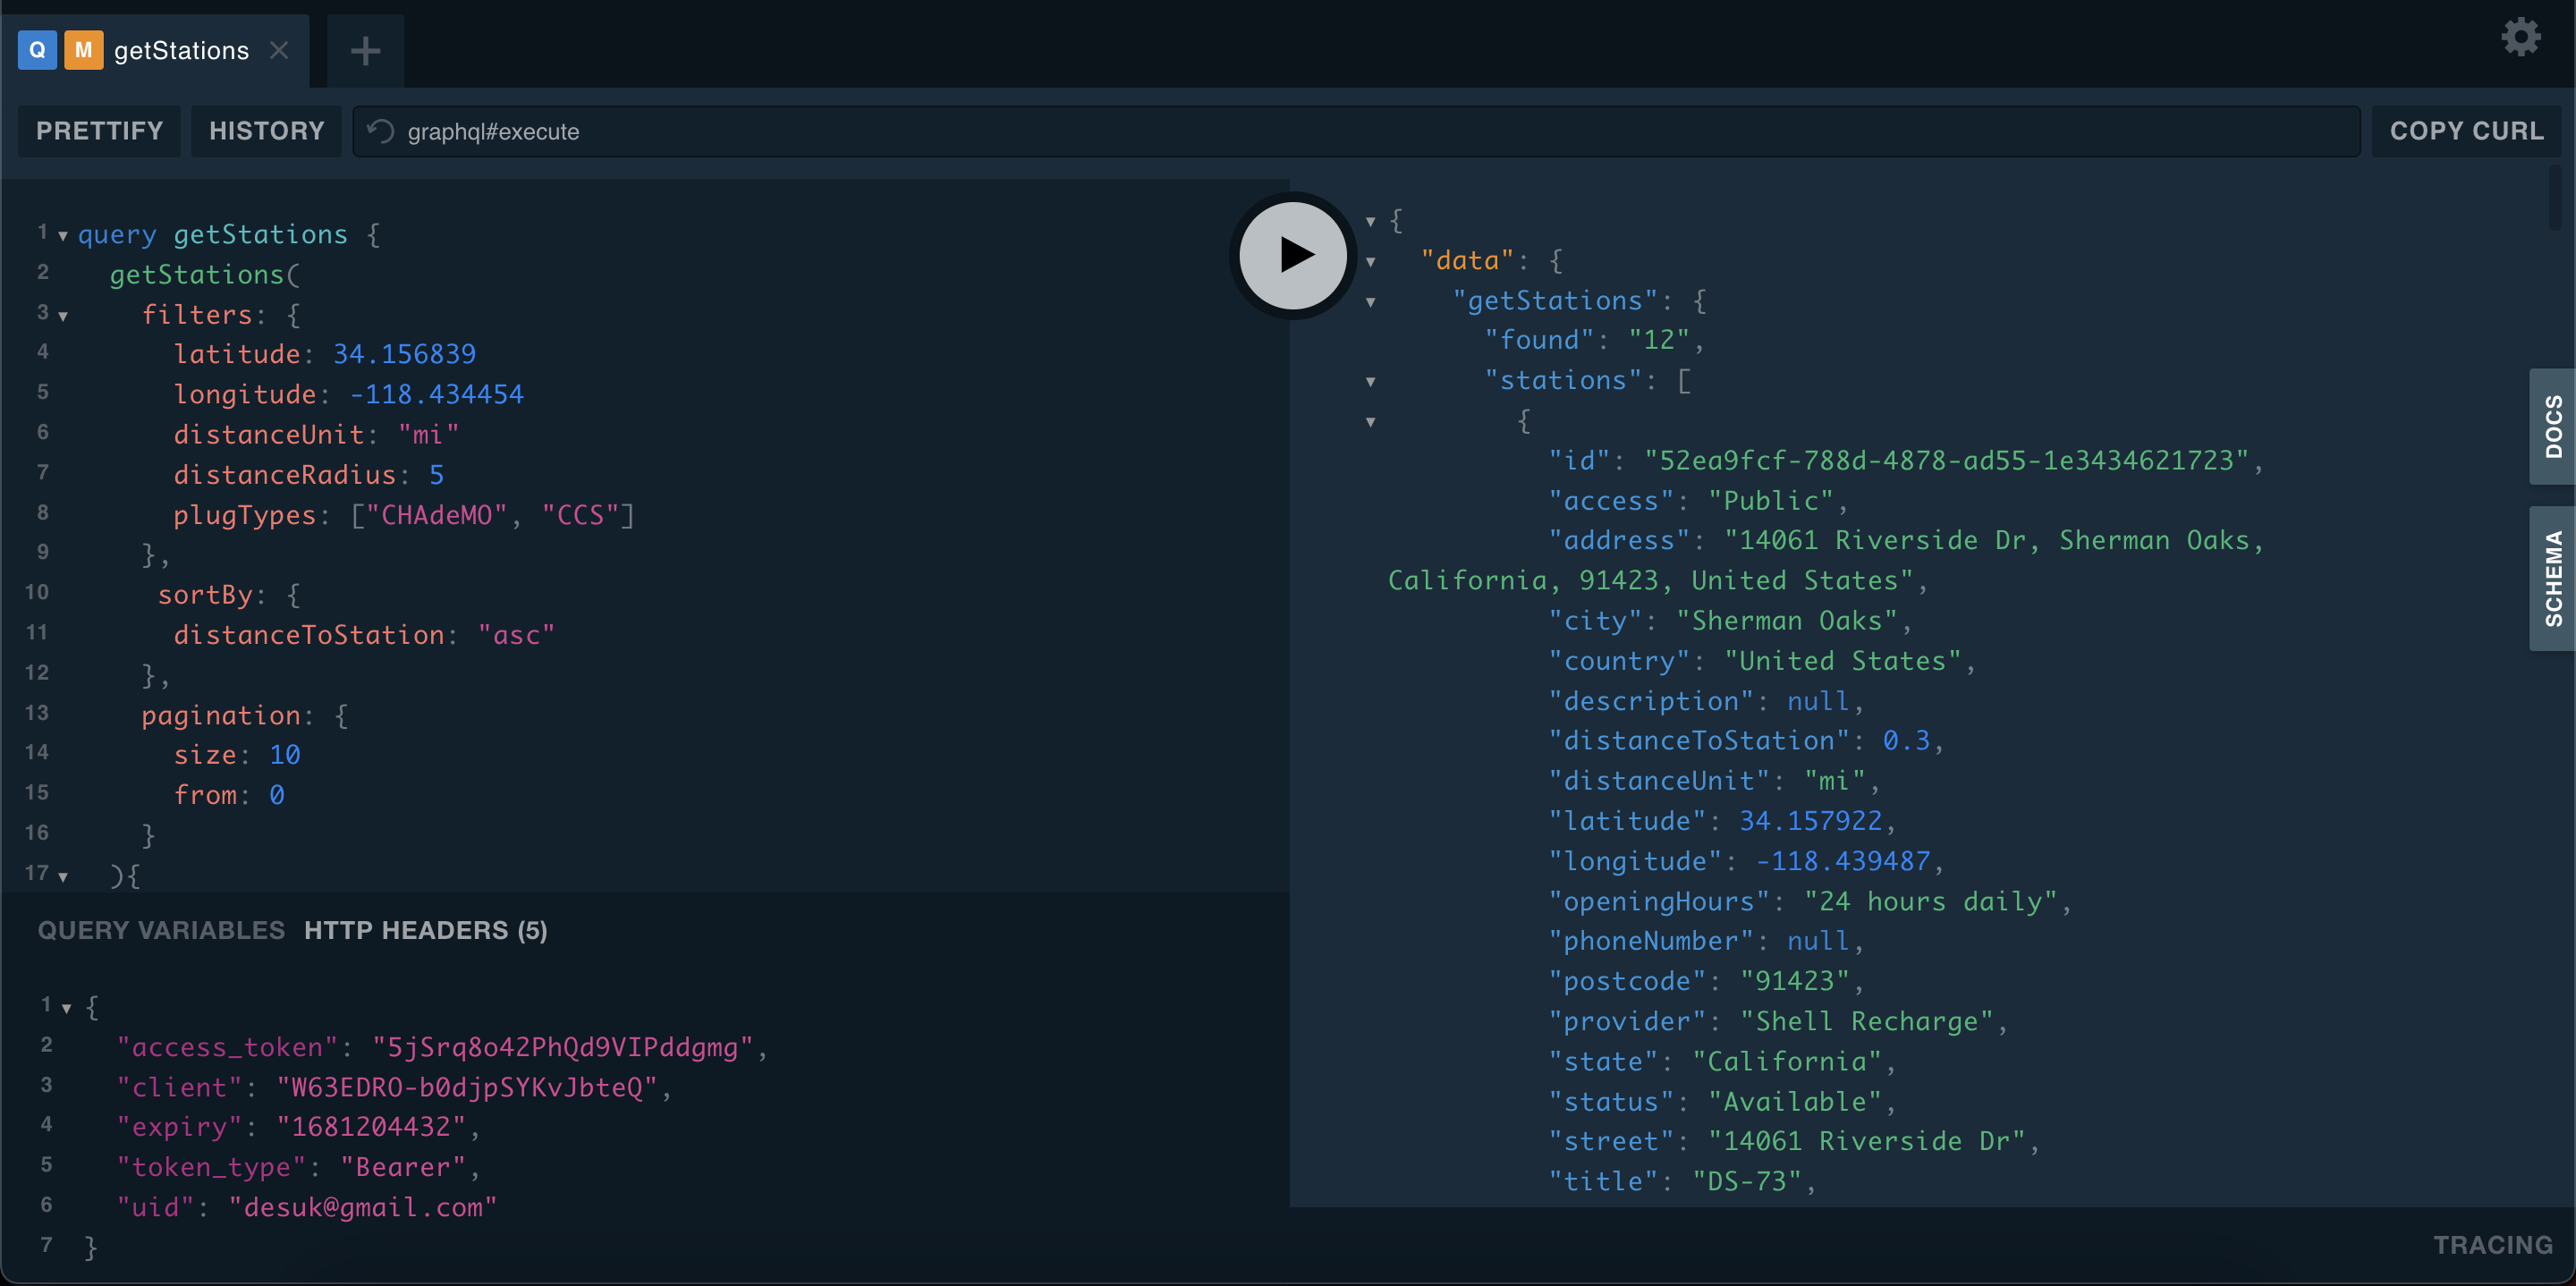 Q M getStations
PRETTIFY HISTORY graphql#execute COPY CURL
1 query getStations {
2 getStations(
3 filters: {
4 latitude: 34.156839
5 longitude: -118.434454
6 distanceUnit: "mi"
7 distanceRadius: 5
8 plugTypes: ["CHAdeMO", "CCS"]
9 },
10 sortBy: {
11 distanceToStation: "asc"
12 },
13 pagination: {
14 size: 10
15 from: 0
16 }
17 ){
QUERY VARIABLES HTTP HEADERS (5)
1 {
2 "access_token": "5jSrq8o42PhQd9VIPddgmg",
3 "client": "W63EDRO-b0djpSYKvJbteQ",
4 "expiry": "1681204432",
5 "token_type": "Bearer",
6 "uid": "desuk@gmail.com"
7 }
{
"data": {
"getStations": {
"found": "12",
"stations": [
{
"id": "52ea9fcf-788d-4878-ad55-1e3434621723",
"access": "Public",
"address": "14061 Riverside Dr, Sherman Oaks,
California, 91423, United States",
"city": "Sherman Oaks",
"country": "United States",
"description": null,
"distanceToStation": 0.3,
"distanceUnit": "mi",
"latitude": 34.157922,
"longitude": -118.439487,
"openingHours": "24 hours daily",
"phoneNumber": null,
"postcode": "91423",
"provider": "Shell Recharge",
"state": "California",
"status": "Available",
"street": "14061 Riverside Dr",
"title": "DS-73",
DOCS
SCHEMA
TRACING